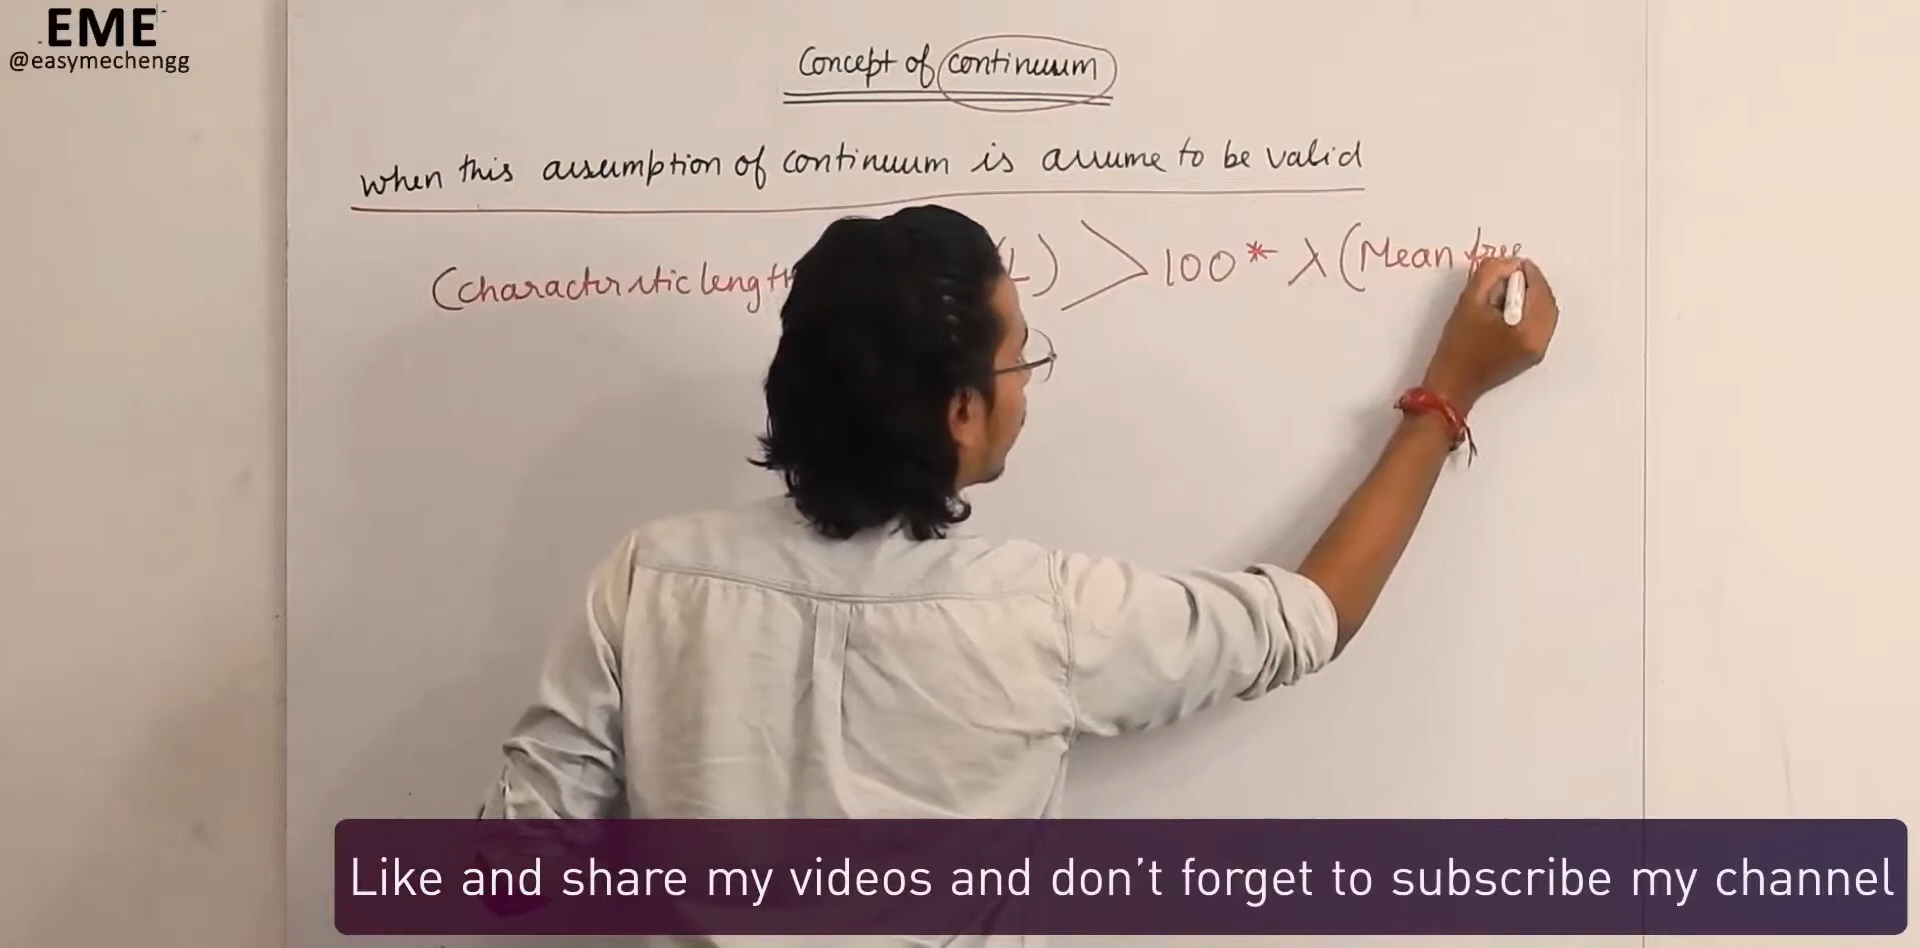 EME
@easymechengg
Concept of continuum
when this assumption of continuum is assume to be valid
(characteristic length L) > 100 * λ (Mean free
Like and share my videos and don't forget to subscribe my channel